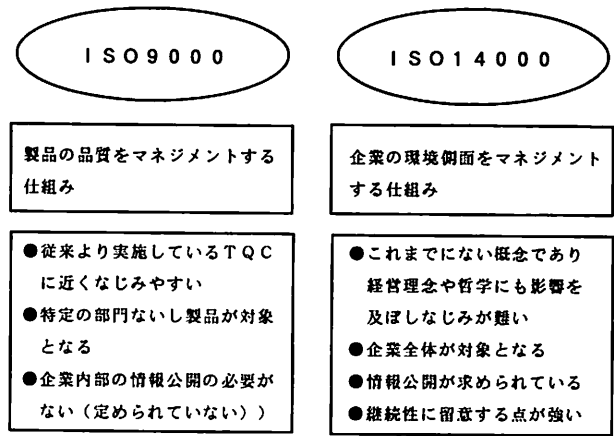 ISO9000
製品の品質をマネジメントする
仕組み
●従来より実施しているTQC
に近くなじみやすい
●特定の部門ないし製品が対象
となる
●企業内部の情報公開の必要が
ない(定められていない))
ISO14000
企業の環境側面をマネジメント
する仕組み
●これまでにない概念であり
経営理念や哲学にも影響を
及ぼしなじみが難い
●企業全体が対象となる
●情報公開が求められている
●継続性に留意する点が強い